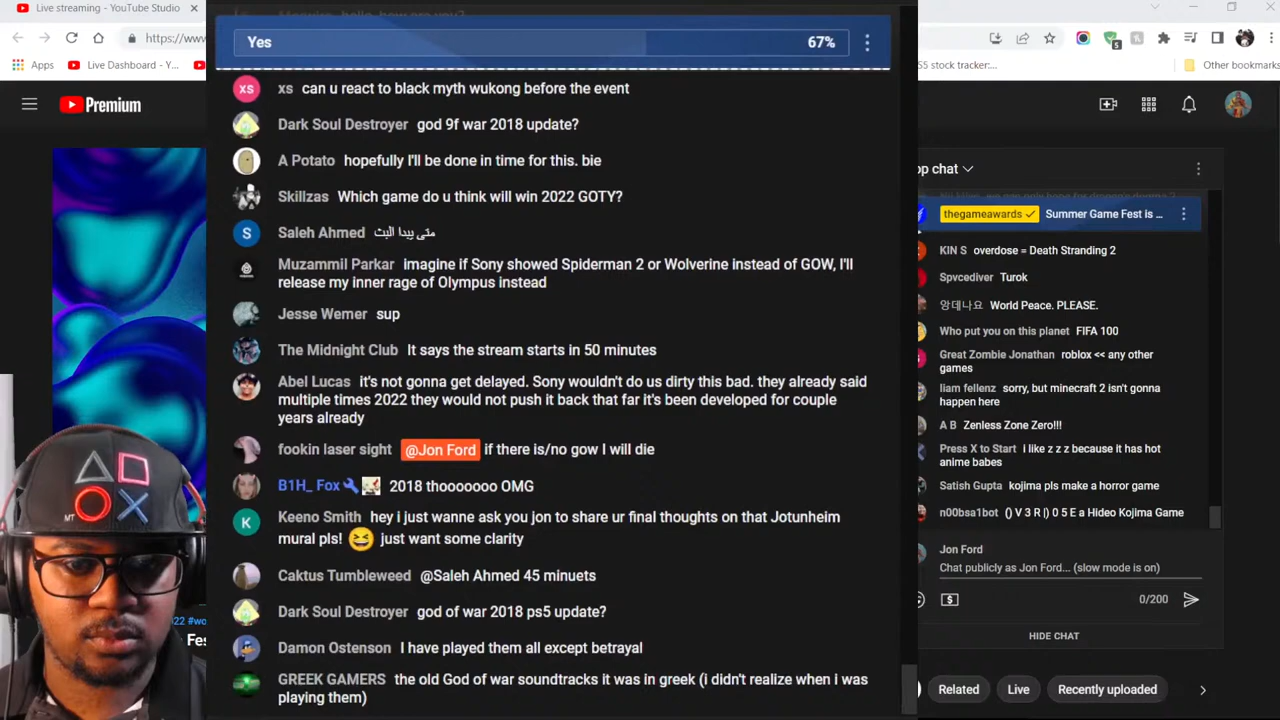 Live streaming - YouTube Studio
https://www
Apps
Live Dashboard - Y...
S5 stock tracker:...
Other bookmarks
5
Premium
Yes
67%
xs can u react to black myth wukong before the event
Dark Soul Destroyer god 9f war 2018 update?
A Potato hopefully I'll be done in time for this. bie
Skillzas Which game do u think will win 2022 GOTY?
Saleh Ahmed متى يبدا البث
Muzammil Parkar imagine if Sony showed Spiderman 2 or Wolverine instead of GOW, I'll
release my inner rage of Olympus instead
Jesse Werner sup
The Midnight Club It says the stream starts in 50 minutes
Abel Lucas it's not gonna get delayed. Sony wouldn't do us dirty this bad. they already said
multiple times 2022 they would not push it back that far it's been developed for couple
years already
fookin laser sight @Jon Ford if there is/no gow I will die
B1H_ Fox 2018 thooooooo OMG
Keeno Smith hey i just wanne ask you jon to share ur final thoughts on that Jotunheim
mural pls! just want some clarity
Caktus Tumbleweed @Saleh Ahmed 45 minuets
Dark Soul Destroyer god of war 2018 ps5 update?
Damon Ostenson I have played them all except betrayal
GREEK GAMERS the old God of war soundtracks it was in greek (i didn't realize when i was
playing them)
XS
S
K
MT
22 #wo
Fes
op chat
thegameawards Summer Game Fest is ...
KIN S overdose = Death Stranding 2
Spvcediver Turok
앙데나요 World Peace. PLEASE.
Who put you on this planet FIFA 100
Great Zombie Jonathan roblox << any other
games
liam fellenz sorry, but minecraft 2 isn't gonna
happen here
A B Zenless Zone Zero!!!
Press X to Start i like z z z because it has hot
anime babes
Satish Gupta kojima pls make a horror game
n00bsa1bot () V 3 R |) 0 5 E a Hideo Kojima Game
Jon Ford
Chat publicly as Jon Ford... (slow mode is on)
0/200
HIDE CHAT
Related
Live
Recently uploaded